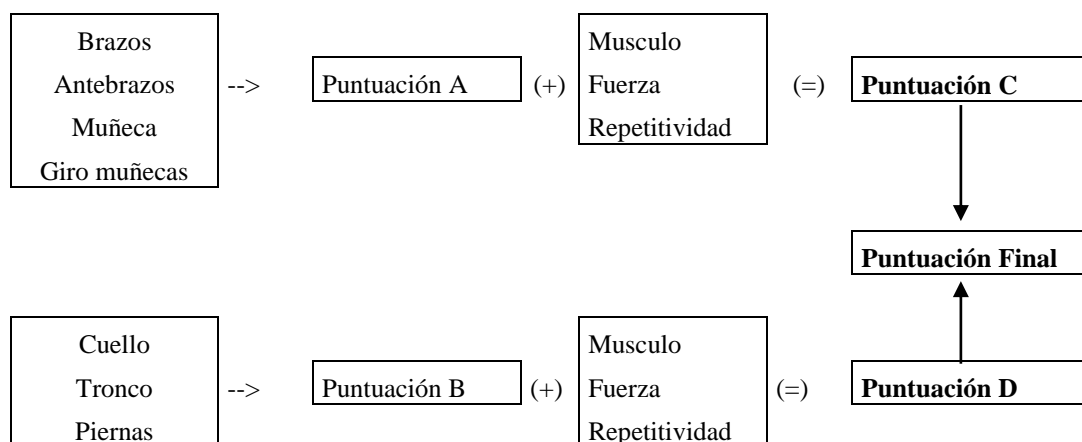 Brazos
Antebrazos
Muñeca
Giro muñecas
-->
Puntuación A
(+)
Musculo
Fuerza
Repetitividad
(=)
Puntuación C
Puntuación Final
Cuello
Tronco
Piernas
-->
Puntuación B
(+)
Musculo
Fuerza
Repetitividad
(=)
Puntuación D